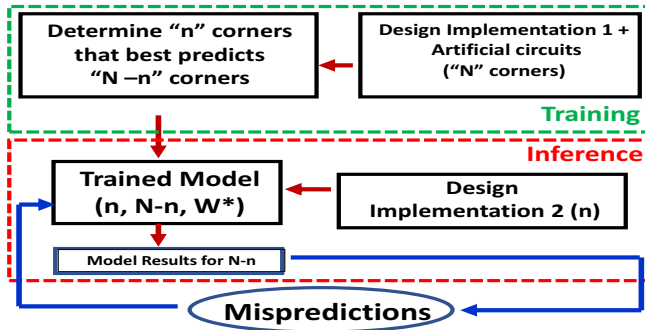 Determine “n” corners
that best predicts
“N –n” corners
Design Implementation 1 +
Artificial circuits
(“N” corners)
Training
Inference
Trained Model
(n, N-n, W*)
Design
Implementation 2 (n)
Model Results for N-n
Mispredictions